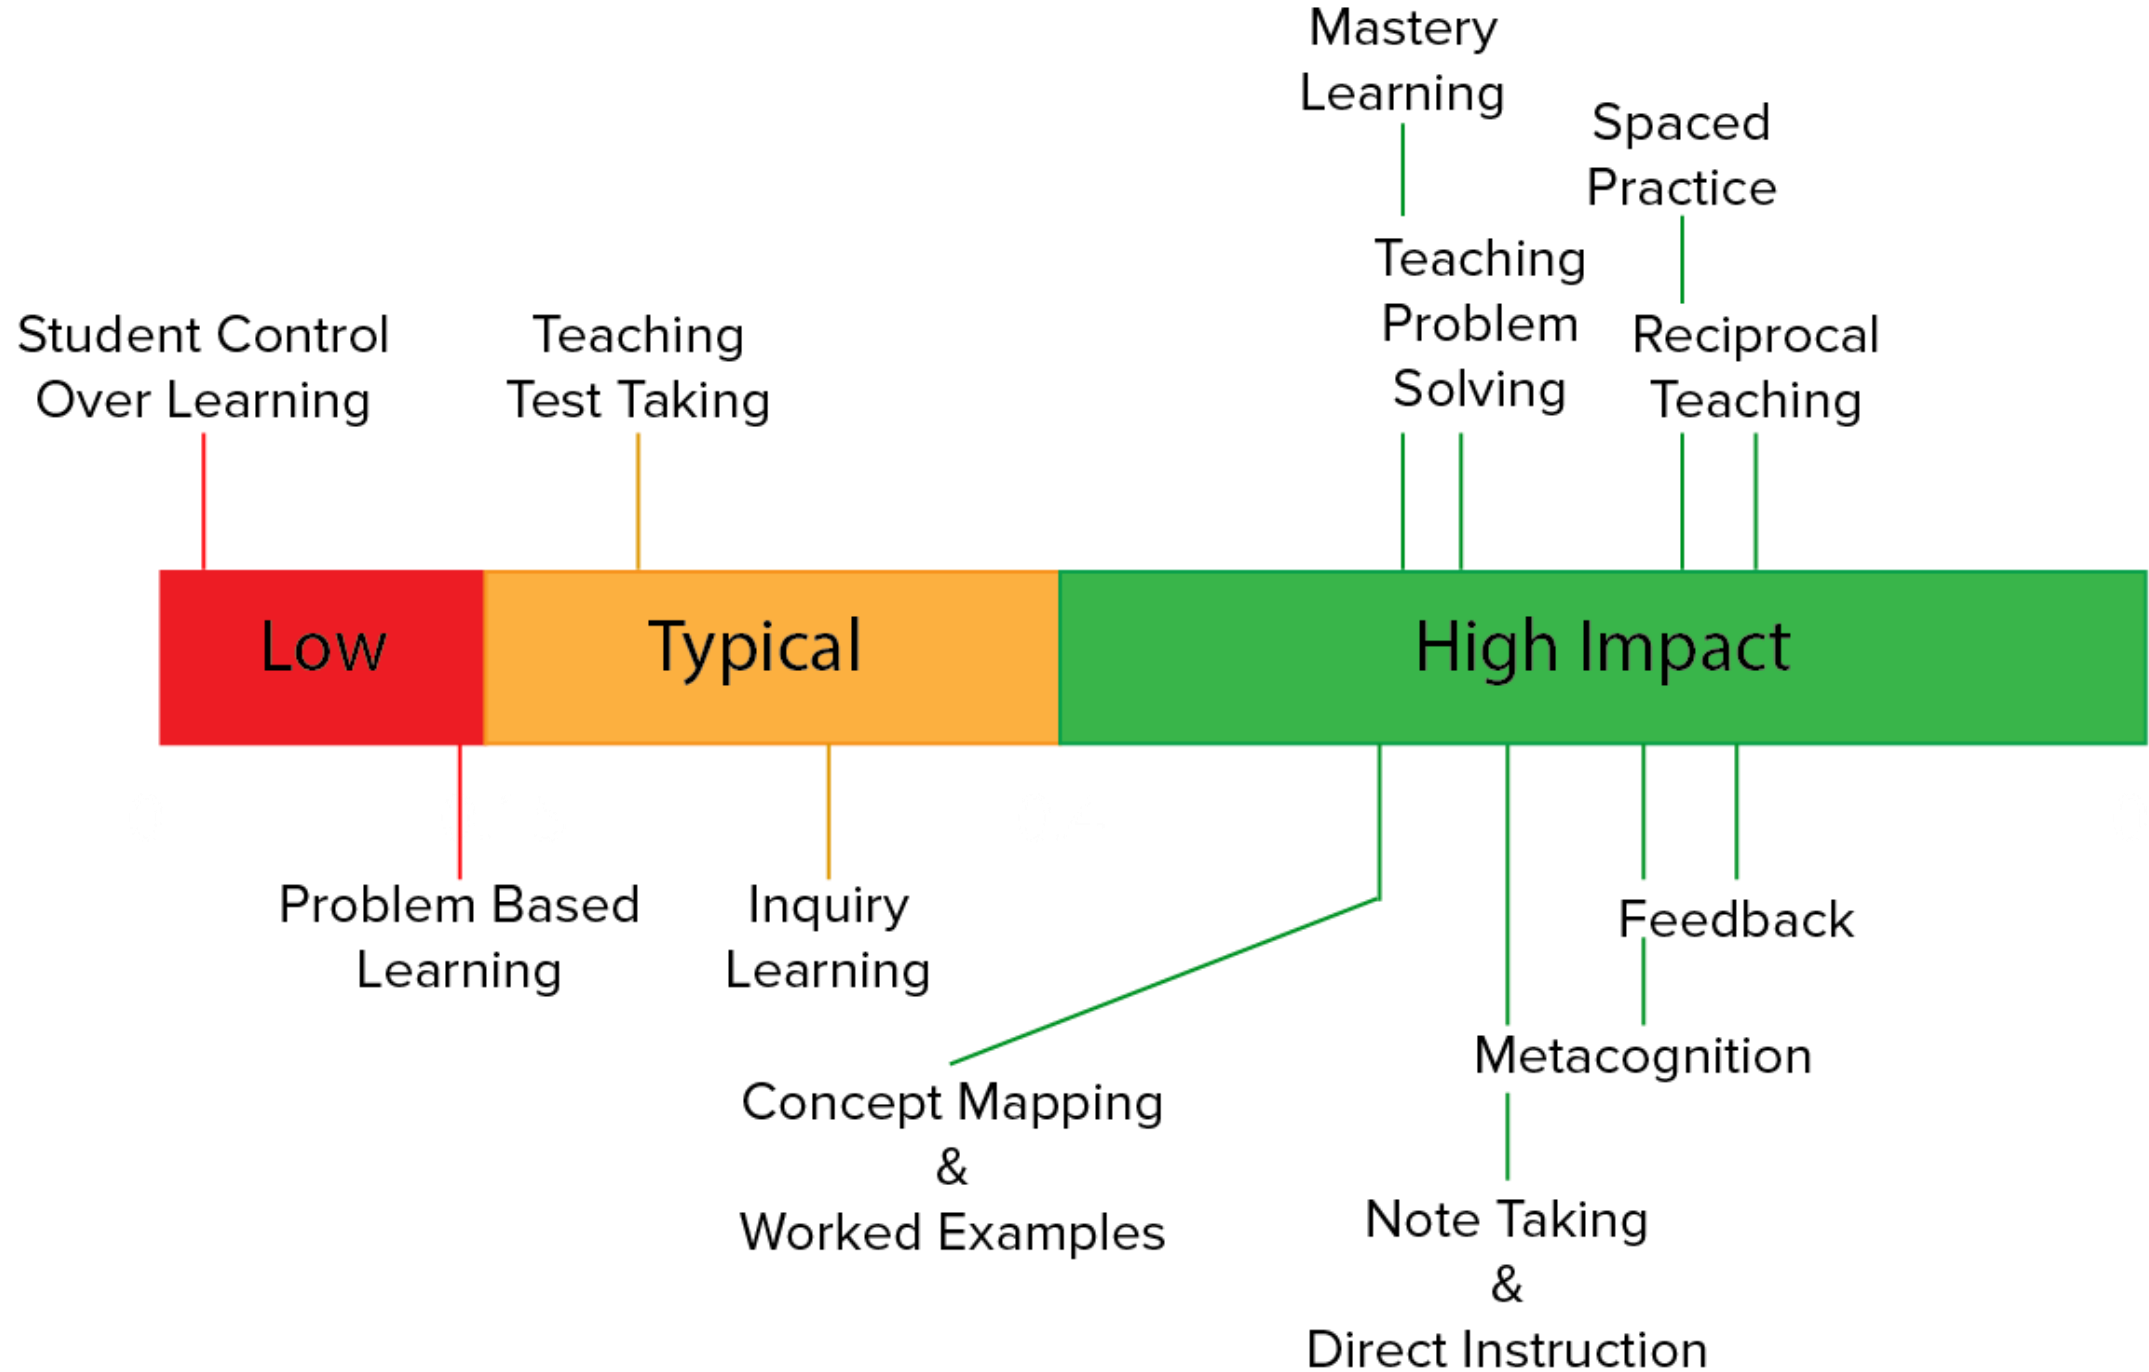 Mastery
Learning
Spaced
Practice
Teaching
Problem
Solving
Student Control
Over Learning
Teaching
Test Taking
Reciprocal
Teaching
Low
Typical
High Impact
Problem Based
Learning
Inquiry
Learning
Feedback
Metacognition
Concept Mapping
&
Worked Examples
Note Taking
&
Direct Instruction